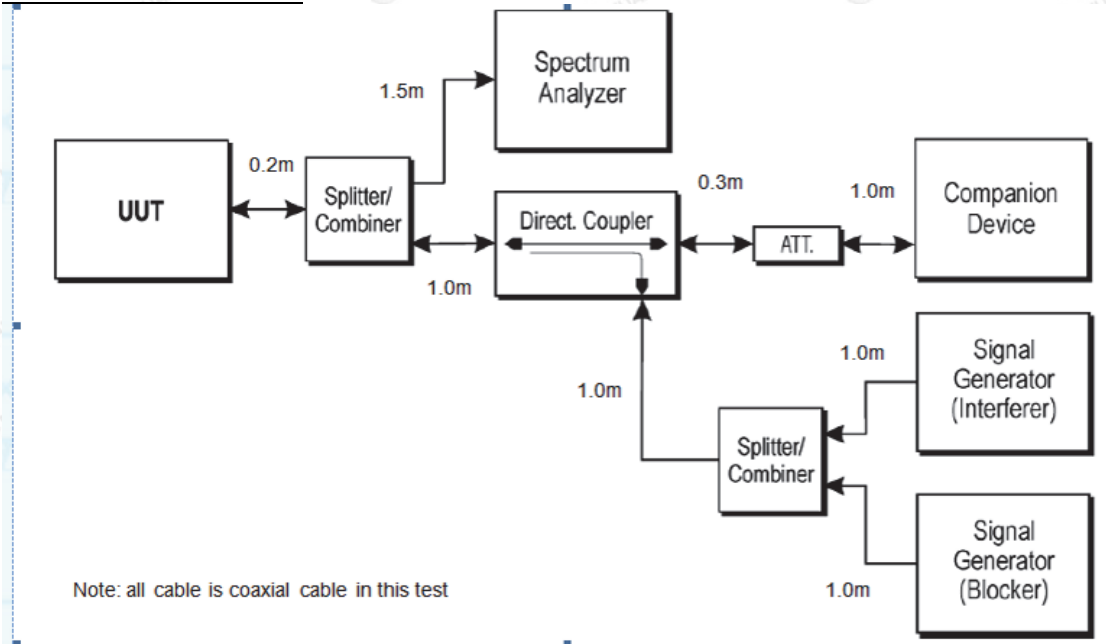 Spectrum
Analyzer
1.5m
UUT
0.2m
Splitter/
Combiner
1.0m
Direct. Coupler
0.3m
ATT.
1.0m
Companion
Device
1.0m
Signal
Generator
(Interferer)
1.0m
Splitter/
Combiner
Signal
Generator
(Blocker)
1.0m
Note: all cable is coaxial cable in this test